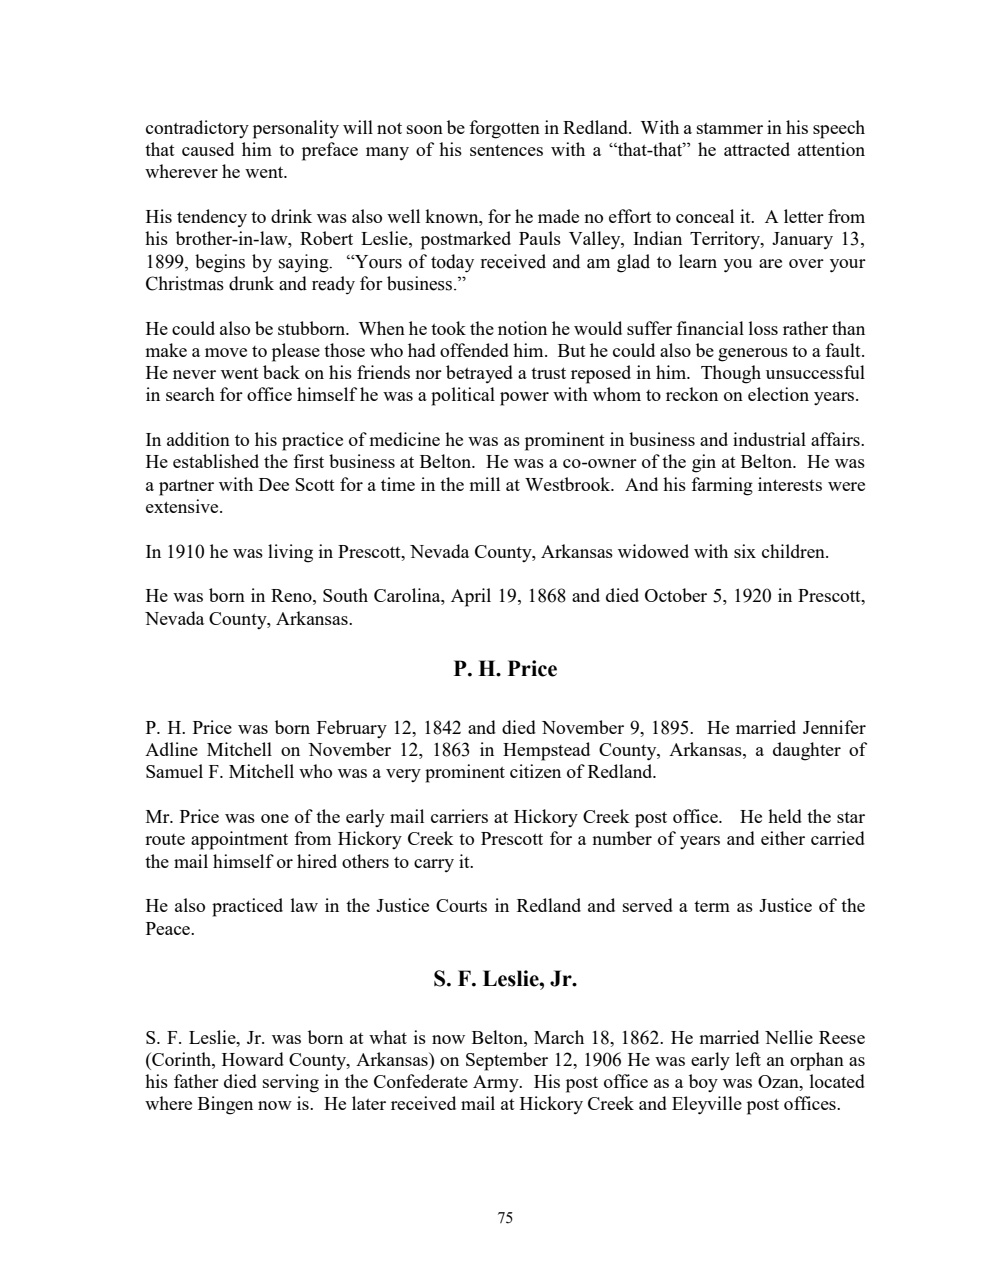 contradictory personality will not soon be forgotten in Redland.  With a stammer in his speech
that caused him to preface many of his sentences with a “that-that” he attracted attention
wherever he went.
His tendency to drink was also well known, for he made no effort to conceal it.  A letter from
his brother-in-law, Robert Leslie, postmarked Pauls Valley, Indian Territory, January 13,
1899, begins by saying.  “Yours of today received and am glad to learn you are over your
Christmas drunk and ready for business.”
He could also be stubborn.  When he took the notion he would suffer financial loss rather than
make a move to please those who had offended him.  But he could also be generous to a fault.
He never went back on his friends nor betrayed a trust reposed in him.  Though unsuccessful
in search for office himself he was a political power with whom to reckon on election years.
In addition to his practice of medicine he was as prominent in business and industrial affairs.
He established the first business at Belton.  He was a co-owner of the gin at Belton.  He was
a partner with Dee Scott for a time in the mill at Westbrook.  And his farming interests were
extensive.
In 1910 he was living in Prescott, Nevada County, Arkansas widowed with six children.
He was born in Reno, South Carolina, April 19, 1868 and died October 5, 1920 in Prescott,
Nevada County, Arkansas.
P. H. Price
P. H. Price was born February 12, 1842 and died November 9, 1895.  He married Jennifer
Adline Mitchell on November 12, 1863 in Hempstead County, Arkansas, a daughter of
Samuel F. Mitchell who was a very prominent citizen of Redland.
Mr. Price was one of the early mail carriers at Hickory Creek post office.   He held the star
route appointment from Hickory Creek to Prescott for a number of years and either carried
the mail himself or hired others to carry it.
He also practiced law in the Justice Courts in Redland and served a term as Justice of the
Peace.
S. F. Leslie, Jr.
S. F. Leslie, Jr. was born at what is now Belton, March 18, 1862. He married Nellie Reese
(Corinth, Howard County, Arkansas) on September 12, 1906 He was early left an orphan as
his father died serving in the Confederate Army.  His post office as a boy was Ozan, located
where Bingen now is.  He later received mail at Hickory Creek and Eleyville post offices.
75